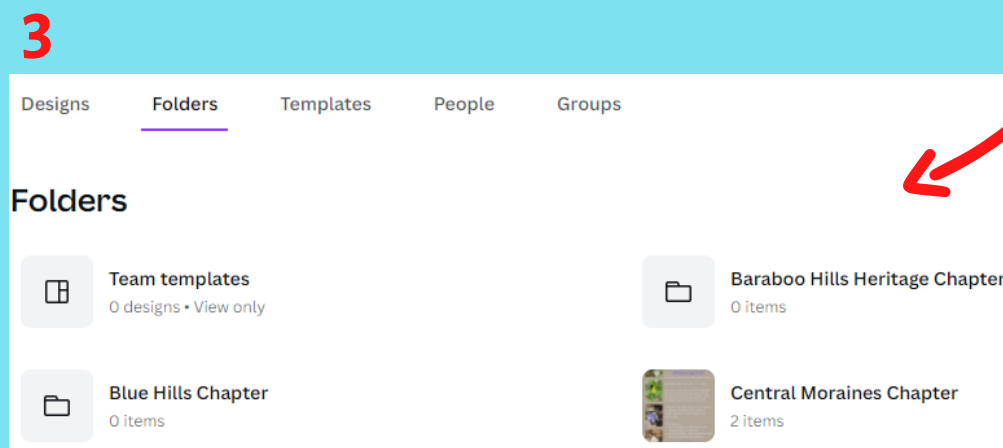 3
Designs Folders Templates People Groups
Folders
Team templates
0 designs • View only
Baraboo Hills Heritage Chapter
0 items
Blue Hills Chapter
0 items
Central Moraines Chapter
2 items